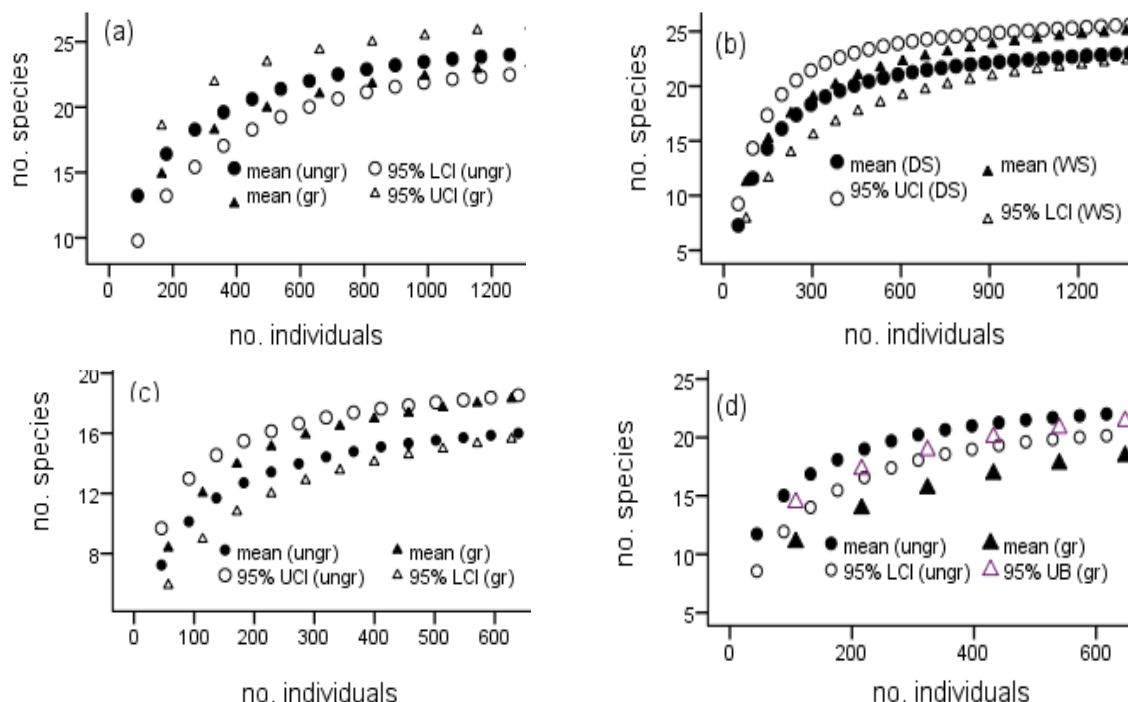 (a)
no. species
25
20
15
10
mean (ungr) 95% LCI (ungr)
mean (gr) 95% UCI (gr)
0 200 400 600 800 1000 1200
no. individuals
(b)
no. species
25
20
15
10
5
mean (DS) mean (WS)
95% UCI (DS)
95% LCI (WS)
0 300 600 900 1200
no. individuals
(c)
no. species
20
16
12
8
mean (ungr) mean (gr)
95% UCI (ungr) 95% LCI (gr)
0 100 200 300 400 500 600
no. individuals
(d)
no. species
25
20
15
10
5
mean (ungr) mean (gr)
95% LCI (ungr) 95% UB (gr)
0 200 400 600
no. individuals